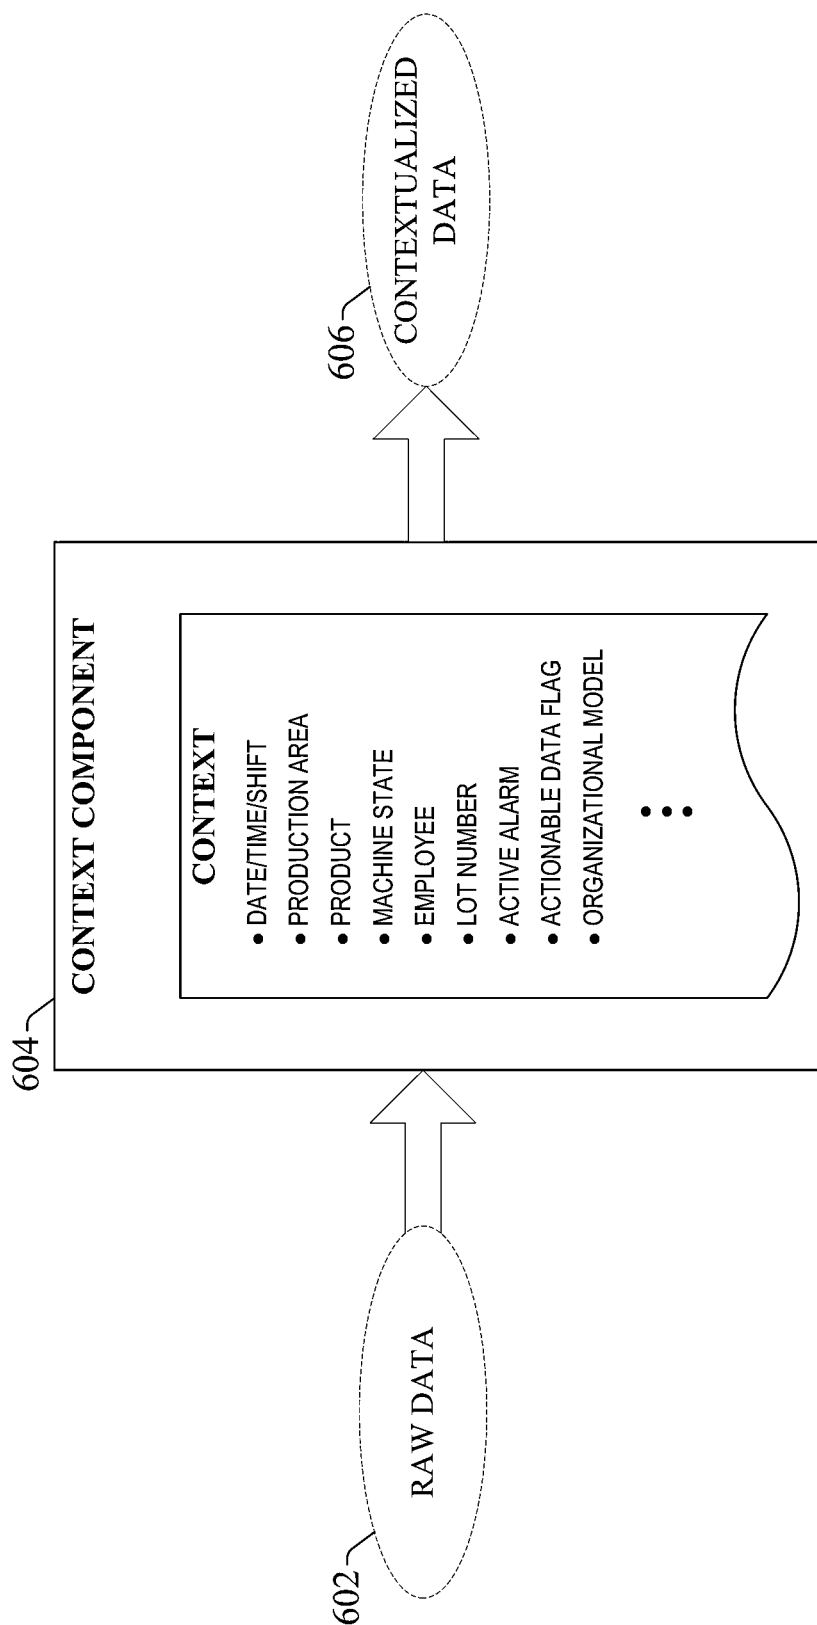 604
CONTEXT COMPONENT
CONTEXT
• DATE/TIME/SHIFT
• PRODUCTION AREA
• PRODUCT
• MACHINE STATE
• EMPLOYEE
• LOT NUMBER
• ACTIVE ALARM
• ACTIONABLE DATA FLAG
• ORGANIZATIONAL MODEL
•••
602
RAW DATA
606
CONTEXTUALIZED
DATA